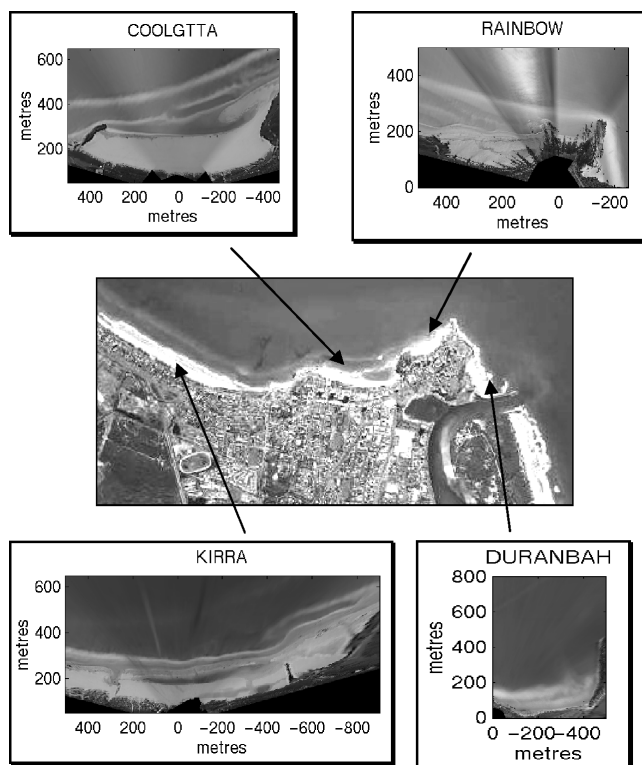 COOLGTTA
metres
600
400
200
400 200 0 -200 -400
metres
RAINBOW
metres
400
200
0
400 200 0 -200
metres
KIRRA
metres
600
400
200
400 200 0 -200 -400 -600 -800
metres
DURANBAH
metres
800
600
400
200
0
0 -200 -400
metres